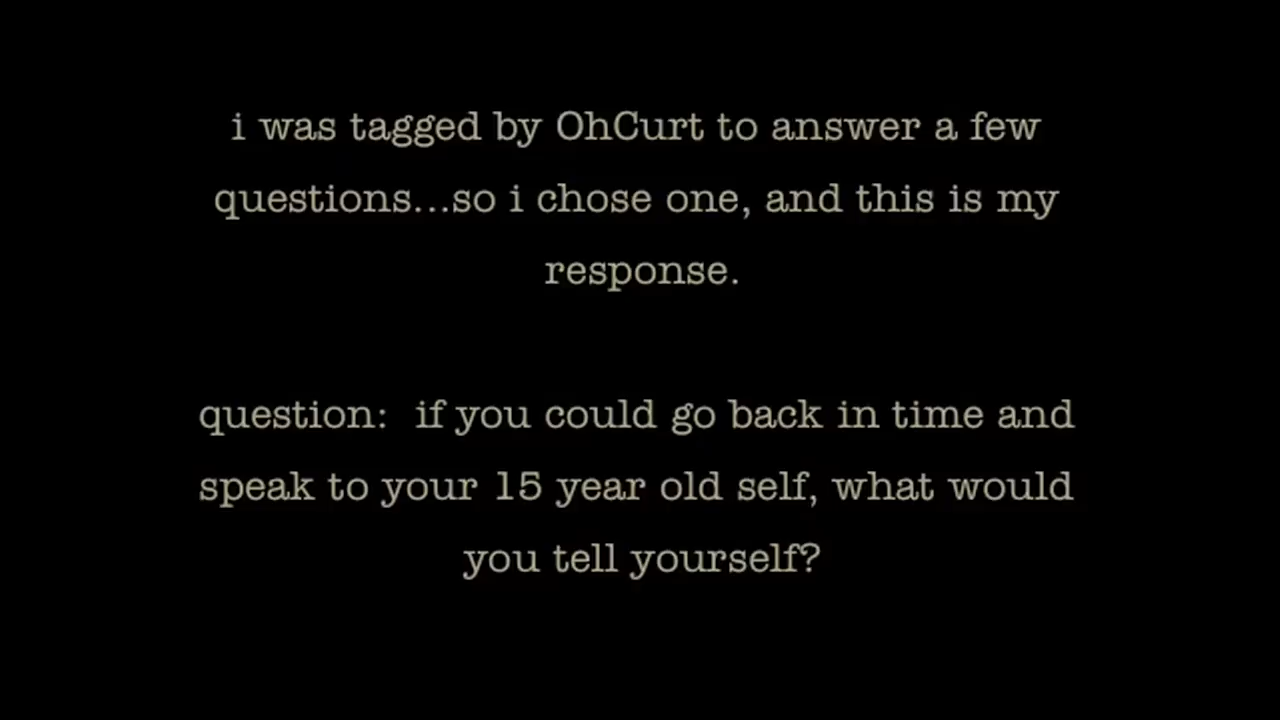 i was tagged by OhCurt to answer a few
questions...so i chose one, and this is my
response.
question:  if you could go back in time and
speak to your 15 year old self, what would
you tell yourself?